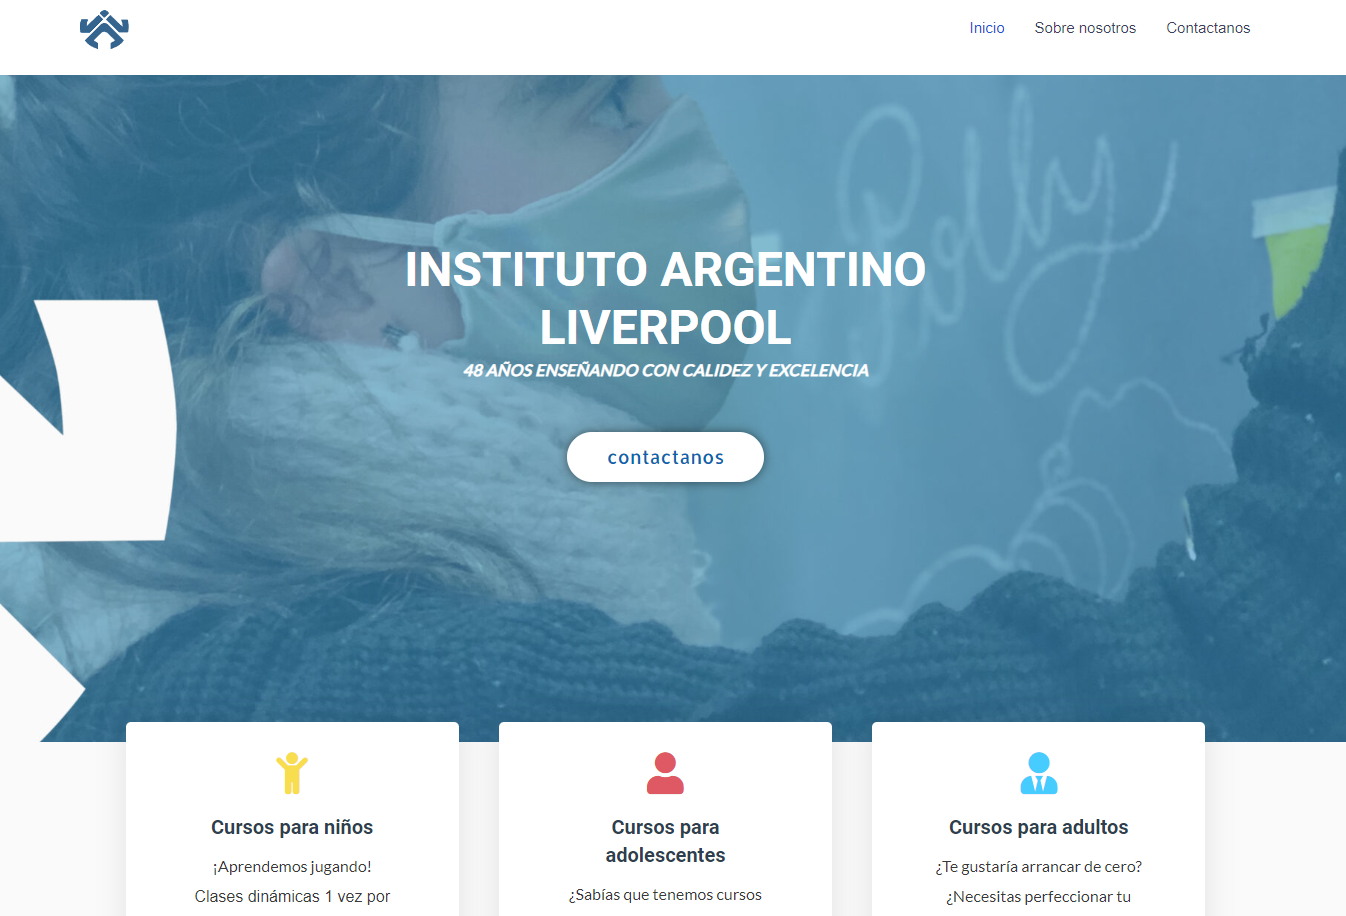 Inicio Sobre nosotros Contactanos
Polly
INSTITUTO ARGENTINO
LIVERPOOL
48 AÑOS ENSEÑANDO CON CALIDEZ Y EXCELENCIA
contactanos
Cursos para niños
¡Aprendemos jugando!
Clases dinámicas 1 vez por
Cursos para
adolescentes
¿Sabías que tenemos cursos
Cursos para adultos
¿Te gustaría arrancar de cero?
¿Necesitas perfeccionar tu